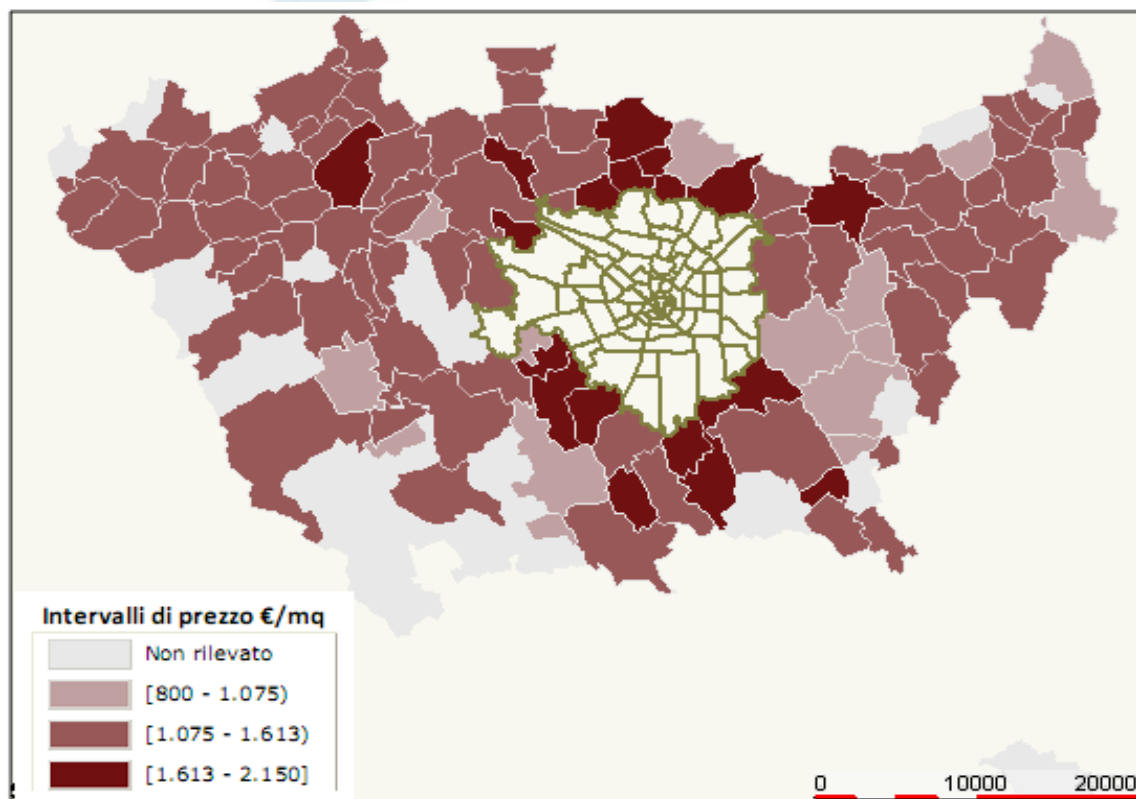 Intervalli di prezzo €/mq
Non rilevato
[800 - 1.075)
[1.075 - 1.613)
[1.613 - 2.150]
0 10000 20000